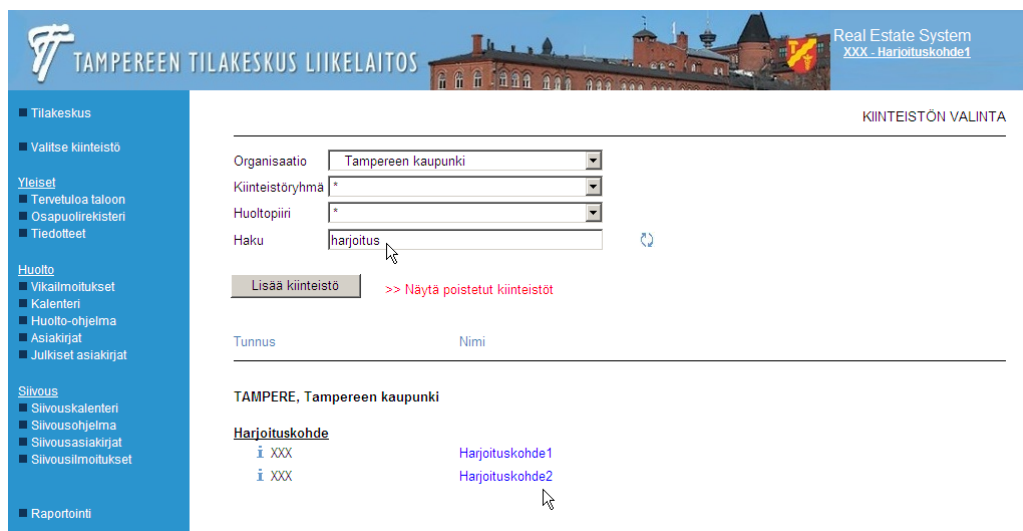 TAMPEREEN TILAKESKUS LIIKELAITOS
Real Estate System
XXX - Harjoituskohde1
Tilakeskus
KIINTEISTÖN VALINTA
Valitse kiinteistö
Organisaatio Tampereen kaupunki
Kiinteistöryhmä *
Huoltopiiri *
Haku harjoitus
Yleiset
Tervetuloa taloon
Osapuolirekisteri
Tiedotteet
Lisää kiinteistö >> Näytä poistetut kiinteistöt
Huolto
Vikailmoitukset
Kalenteri
Huolto-ohjelma
Asiakirjat
Julkiset asiakirjat
Tunnus Nimi
Siivous
Siivouskalenteri
Siivousohjelma
Siivousasiakirjat
Siivousilmoitukset
TAMPERE, Tampereen kaupunki
Harjoituskohde
XXX Harjoituskohde1
XXX Harjoituskohde2
Raportointi